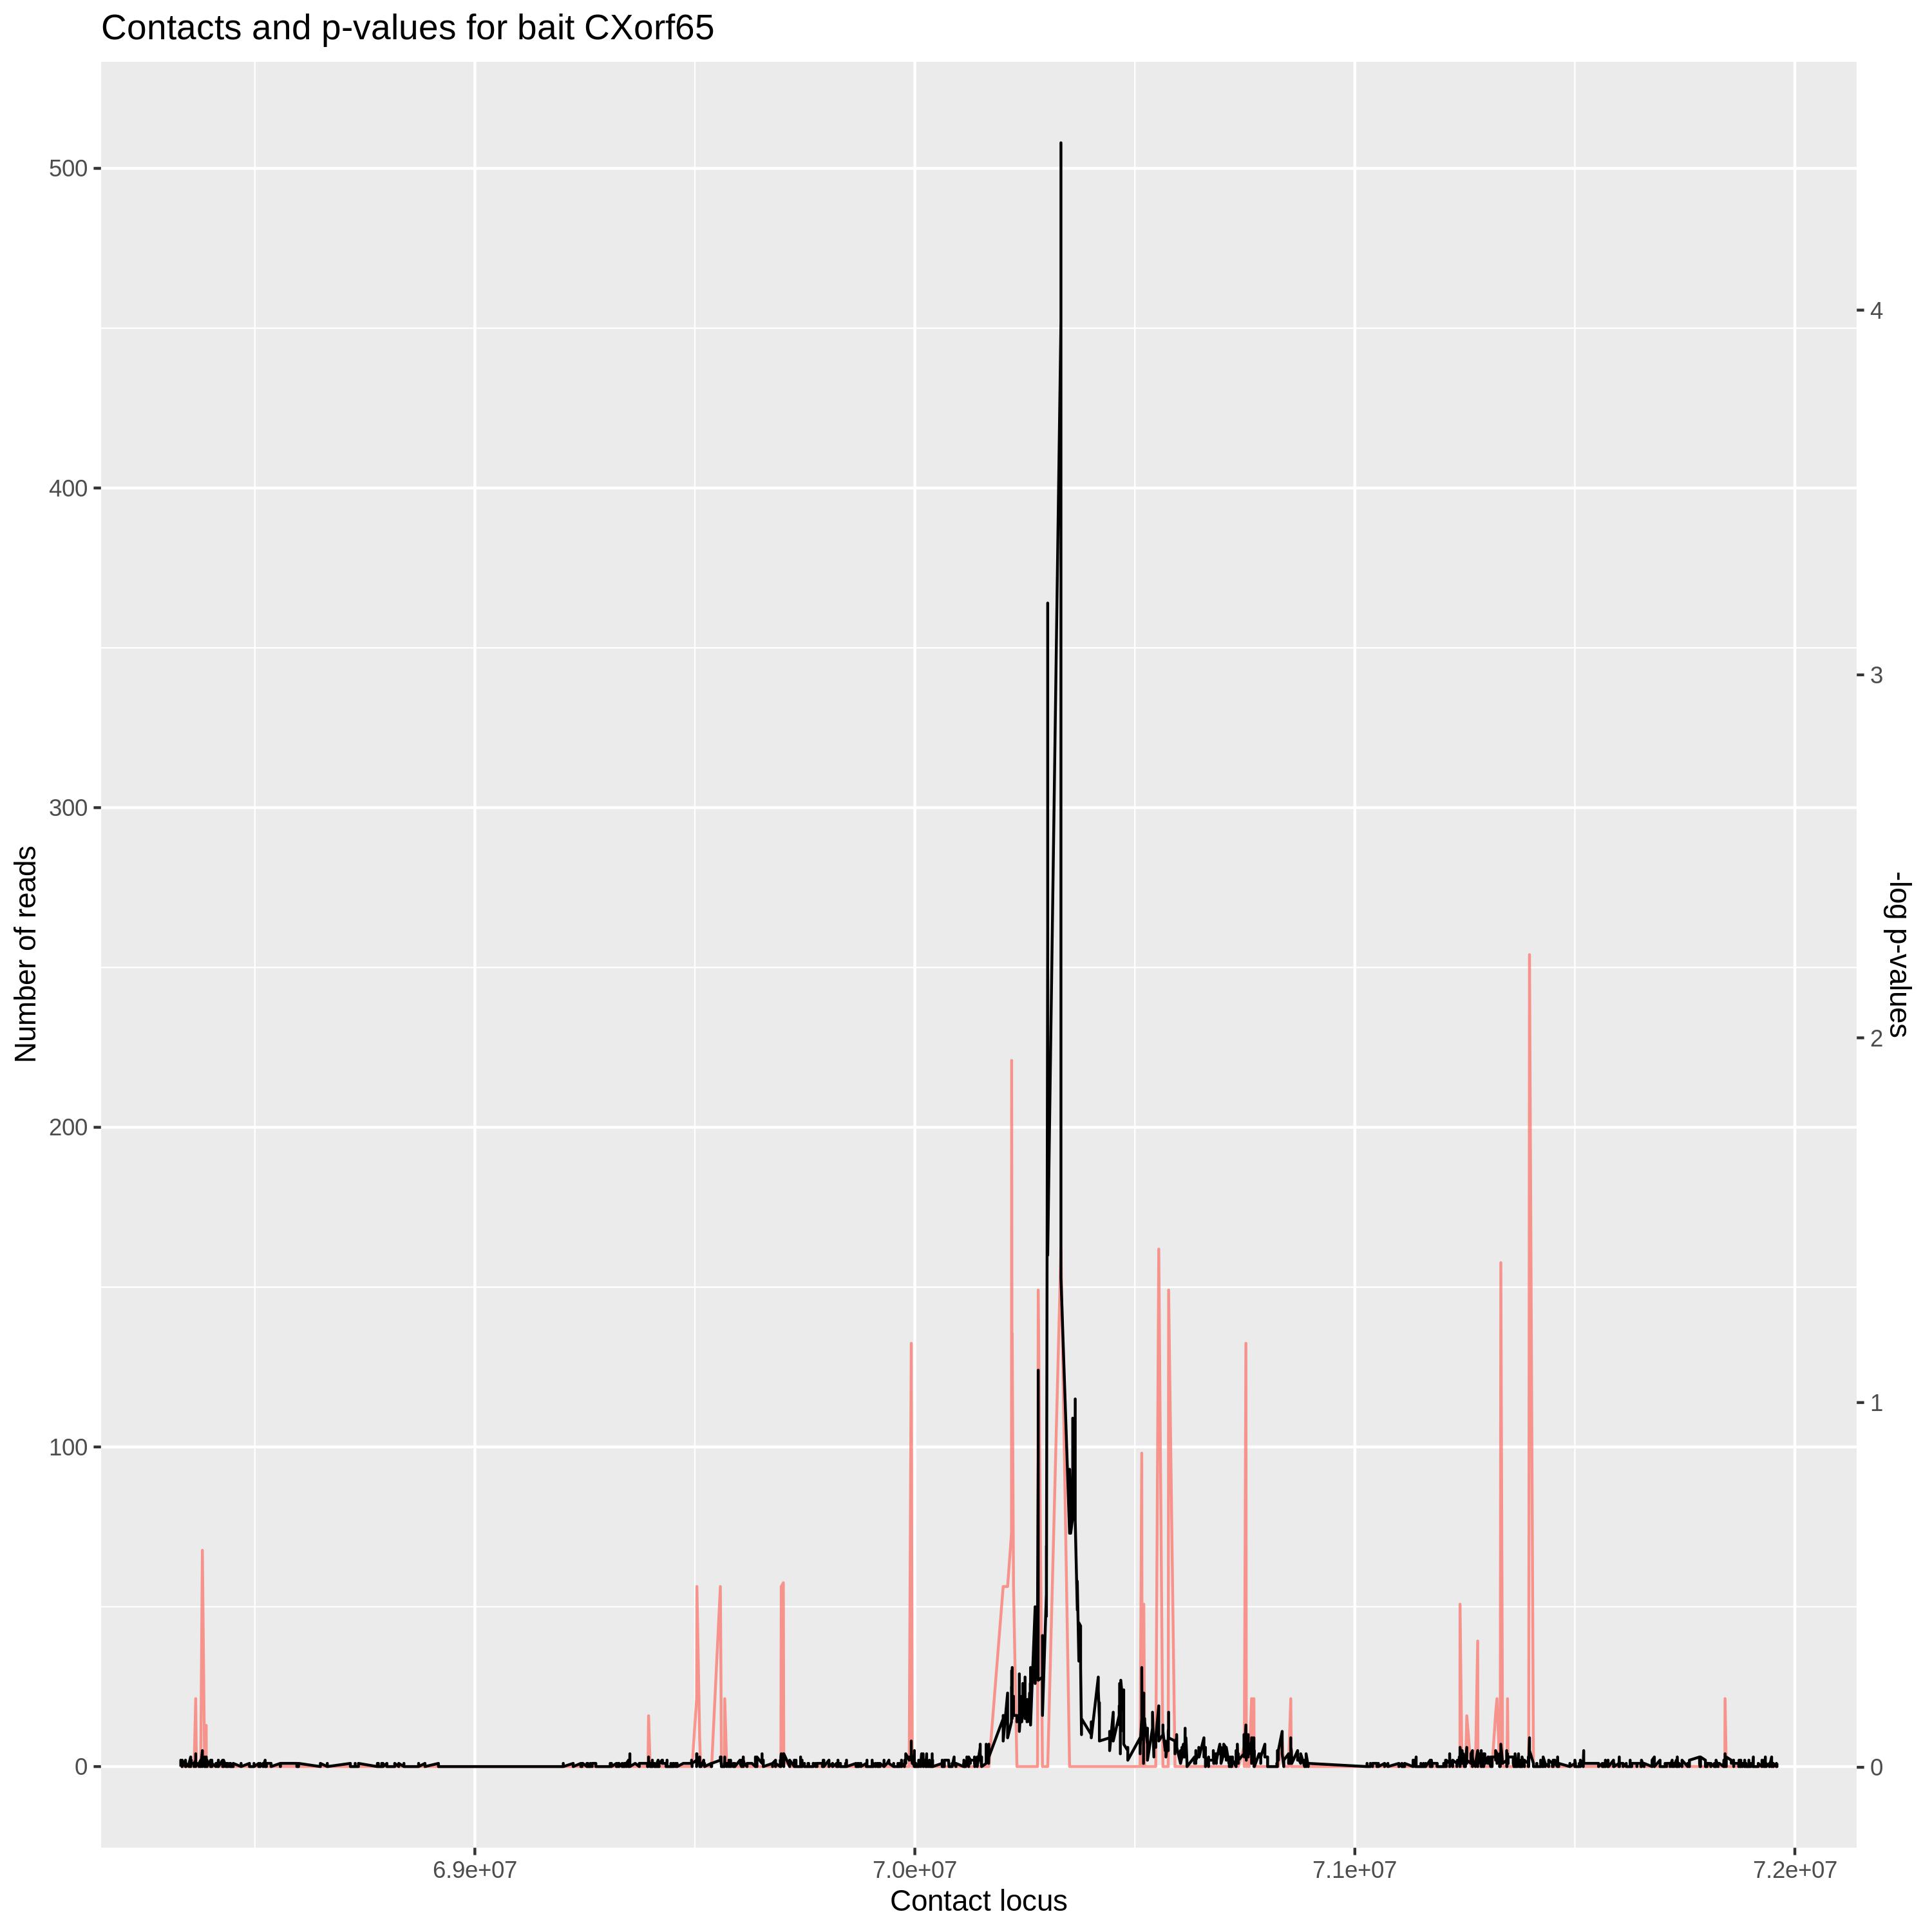 Contacts and p-values for bait CXorf65
500
400
300
200
100
0
Number of reads
4
3
2
1
0
-log p-values
6.9e+07
7.0e+07
7.1e+07
7.2e+07
Contact locus